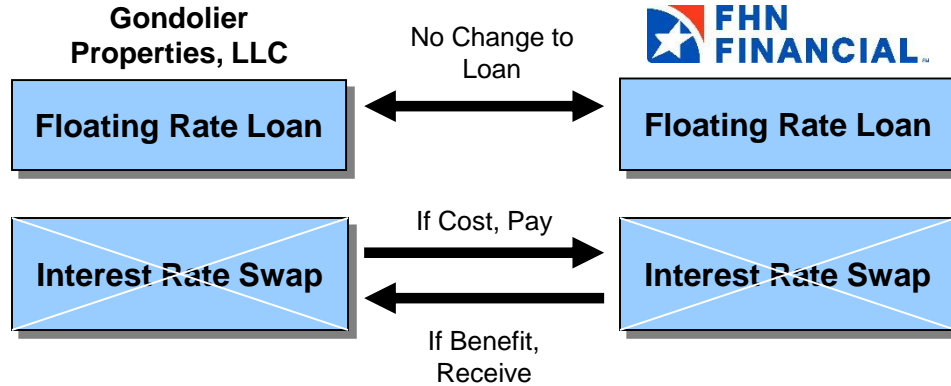 Gondolier
Properties, LLC
No Change to
Loan
FHN
FINANCIAL
Floating Rate Loan
Floating Rate Loan
Interest Rate Swap
If Cost, Pay
Interest Rate Swap
If Benefit,
Receive